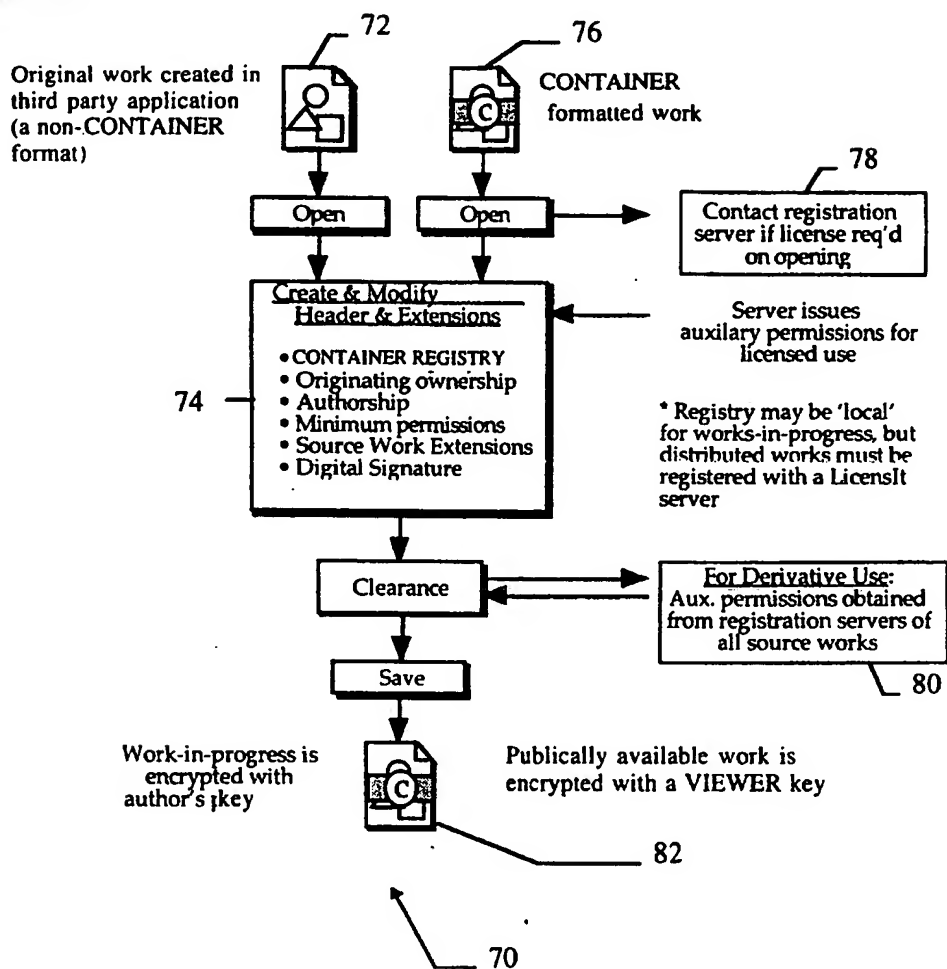 72
76
Original work created in
third party application
(a non-CONTAINER
format)
CONTAINER
formatted work
C
78
Open
Open
Contact registration
server if license req'd
on opening
Create & Modify
Header & Extensions
• CONTAINER REGISTRY
• Originating ownership
• Authorship
• Minimum permissions
• Source Work Extensions
• Digital Signature
74
Server issues
auxilary permissions for
licensed use
* Registry may be 'local'
for works-in-progress, but
distributed works must be
registered with a LicensIt
server
Clearance
For Derivative Use:
Aux. permissions obtained
from registration servers of
all source works
80
Save
Work-in-progress is
encrypted with
author's key
C
Publically available work is
encrypted with a VIEWER key
82
70